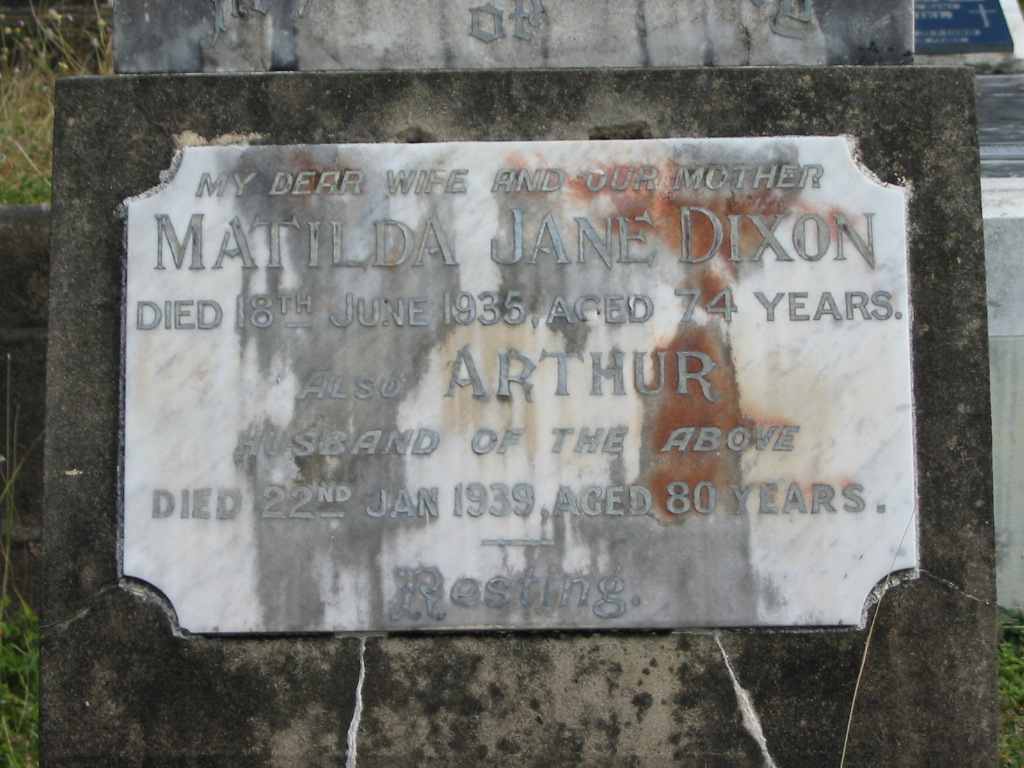 of
MY DEAR WIFE AND OUR MOTHER
MATILDA JANE DIXON
DIED 18TH JUNE 1935, AGED 74 YEARS.
ALSO ARTHUR
HUSBAND OF THE ABOVE
DIED 22ND JAN 1939, AGED 80 YEARS.
Resting.